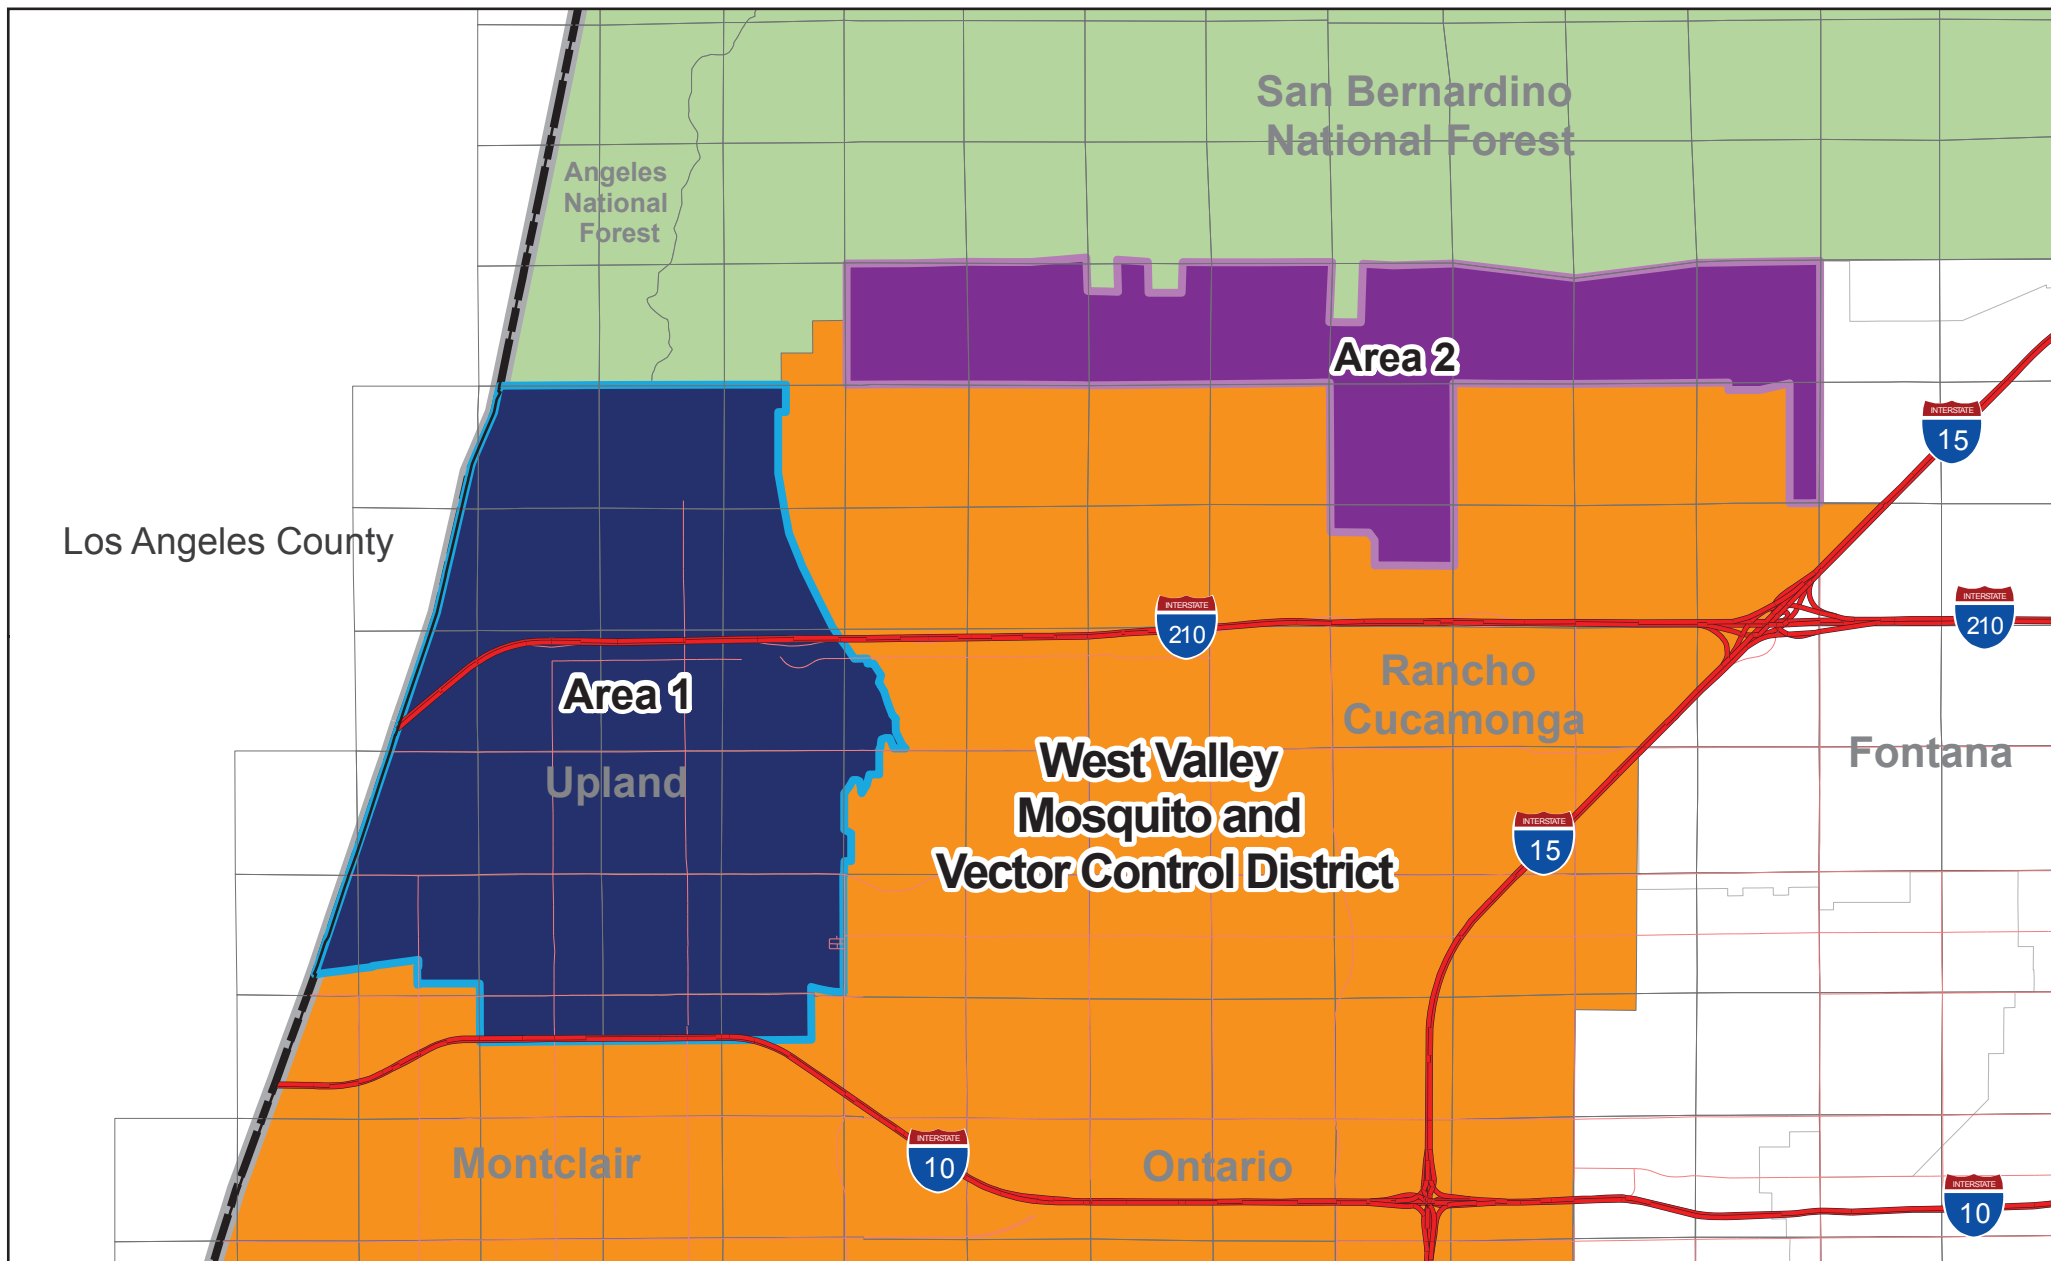 San Bernardino
National Forest
Angeles
National
Forest
Area 2
INTERSTATE
15
Los Angeles County
INTERSTATE
210
INTERSTATE
210
Area 1
Rancho
Cucamonga
Upland
West Valley
Mosquito and
Vector Control District
Fontana
INTERSTATE
15
Montclair
INTERSTATE
10
Ontario
INTERSTATE
10